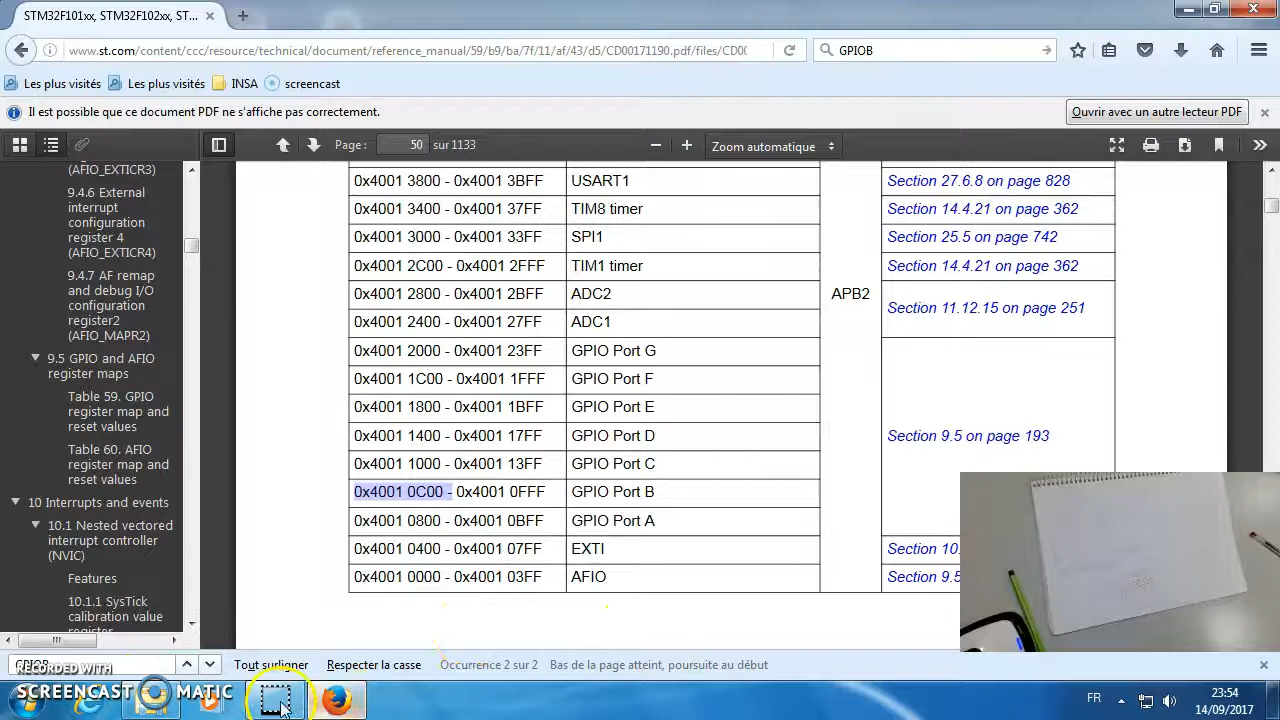 STM32F101xx, STM32F102xx, ST...
www.st.com/content/ccc/resource/technical/document/reference_manual/59/b9/ba/7f/11/af/43/d5/CD00171190.pdf/files/CD00
GPIOB
Les plus visités
Les plus visités
INSA
screencast
Il est possible que ce document PDF ne s'affiche pas correctement.
Ouvrir avec un autre lecteur PDF
Page : 50 sur 1133
Zoom automatique
(AFIO_EXTICR3)
9.4.6 External
interrupt
configuration
register 4
(AFIO_EXTICR4)
9.4.7 AF remap
and debug I/O
configuration
register2
(AFIO_MAPR2)
9.5 GPIO and AFIO
register maps
Table 59. GPIO
register map and
reset values
Table 60. AFIO
register map and
reset values
10 Interrupts and events
10.1 Nested vectored
interrupt controller
(NVIC)
Features
10.1.1 SysTick
calibration value
register
0x4001 3800 - 0x4001 3BFF USART1 Section 27.6.8 on page 828
0x4001 3400 - 0x4001 37FF TIM8 timer Section 14.4.21 on page 362
0x4001 3000 - 0x4001 33FF SPI1 Section 25.5 on page 742
0x4001 2C00 - 0x4001 2FFF TIM1 timer Section 14.4.21 on page 362
0x4001 2800 - 0x4001 2BFF ADC2 APB2 Section 11.12.15 on page 251
0x4001 2400 - 0x4001 27FF ADC1
0x4001 2000 - 0x4001 23FF GPIO Port G
0x4001 1C00 - 0x4001 1FFF GPIO Port F
0x4001 1800 - 0x4001 1BFF GPIO Port E
0x4001 1400 - 0x4001 17FF GPIO Port D Section 9.5 on page 193
0x4001 1000 - 0x4001 13FF GPIO Port C
0x4001 0C00 - 0x4001 0FFF GPIO Port B
0x4001 0800 - 0x4001 0BFF GPIO Port A
0x4001 0400 - 0x4001 07FF EXTI Section 10.
0x4001 0000 - 0x4001 03FF AFIO Section 9.5
Tout surligner Respecter la casse Occurrence 2 sur 2 Bas de la page atteint, poursuite au début
RECORDED WITH
SCREENCAST MATIC
FR
23:54
14/09/2017